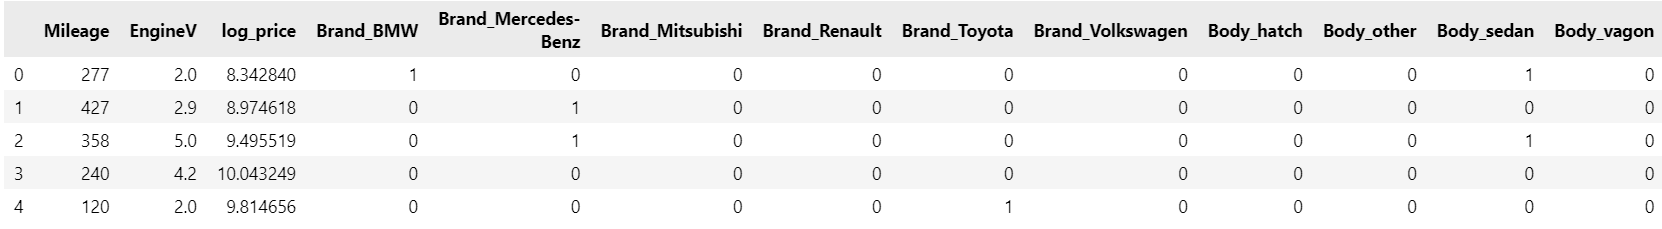 Mileage EngineV log_price Brand_BMW Brand_Mercedes-Benz Brand_Mitsubishi Brand_Renault Brand_Toyota Brand_Volkswagen Body_hatch Body_other Body_sedan Body_vagon
0 277 2.0 8.342840 1 0 0 0 0 0 0 0 1 0
1 427 2.9 8.974618 0 1 0 0 0 0 0 0 0 0
2 358 5.0 9.495519 0 1 0 0 0 0 0 0 1 0
3 240 4.2 10.043249 0 0 0 0 0 0 0 0 0 0
4 120 2.0 9.814656 0 0 0 0 1 0 0 0 0 0